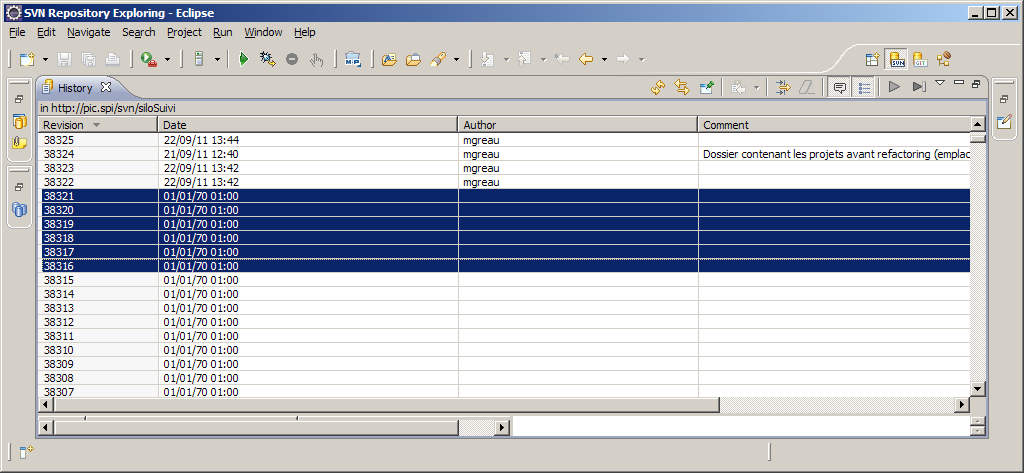 SVN Repository Exploring - Eclipse
File Edit Navigate Search Project Run Window Help
SVN GIT
History
in http://pic.spi/svn/siloSuivi
Revision Date Author Comment
38325 22/09/11 13:44 mgreau
38324 21/09/11 12:40 mgreau Dossier contenant les projets avant refactoring (emplac
38323 22/09/11 13:42 mgreau
38322 22/09/11 13:42 mgreau
38321 01/01/70 01:00
38320 01/01/70 01:00
38319 01/01/70 01:00
38318 01/01/70 01:00
38317 01/01/70 01:00
38316 01/01/70 01:00
38315 01/01/70 01:00
38314 01/01/70 01:00
38313 01/01/70 01:00
38312 01/01/70 01:00
38311 01/01/70 01:00
38310 01/01/70 01:00
38309 01/01/70 01:00
38308 01/01/70 01:00
38307 01/01/70 01:00